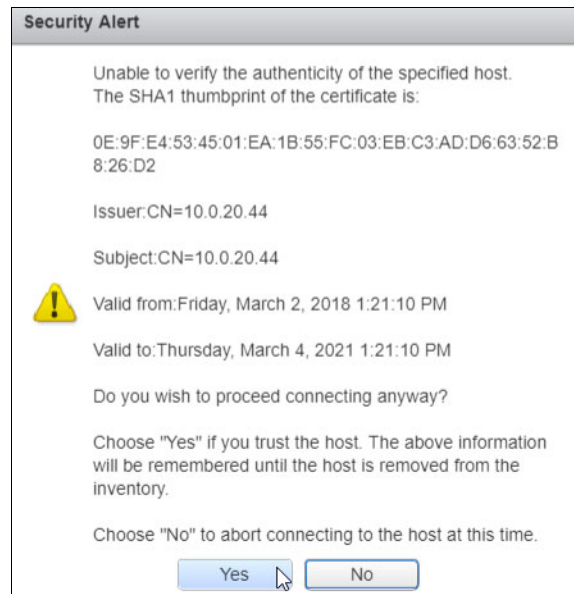 Security Alert
Unable to verify the authenticity of the specified host.
The SHA1 thumbprint of the certificate is:
0E:9F:E4:53:45:01:EA:1B:55:FC:03:EB:C3:AD:D6:63:52:B
8:26:D2
Issuer:CN=10.0.20.44
Subject:CN=10.0.20.44
Valid from:Friday, March 2, 2018 1:21:10 PM
Valid to:Thursday, March 4, 2021 1:21:10 PM
Do you wish to proceed connecting anyway?
Choose "Yes" if you trust the host. The above information
will be remembered until the host is removed from the
inventory.
Choose "No" to abort connecting to the host at this time.
Yes No